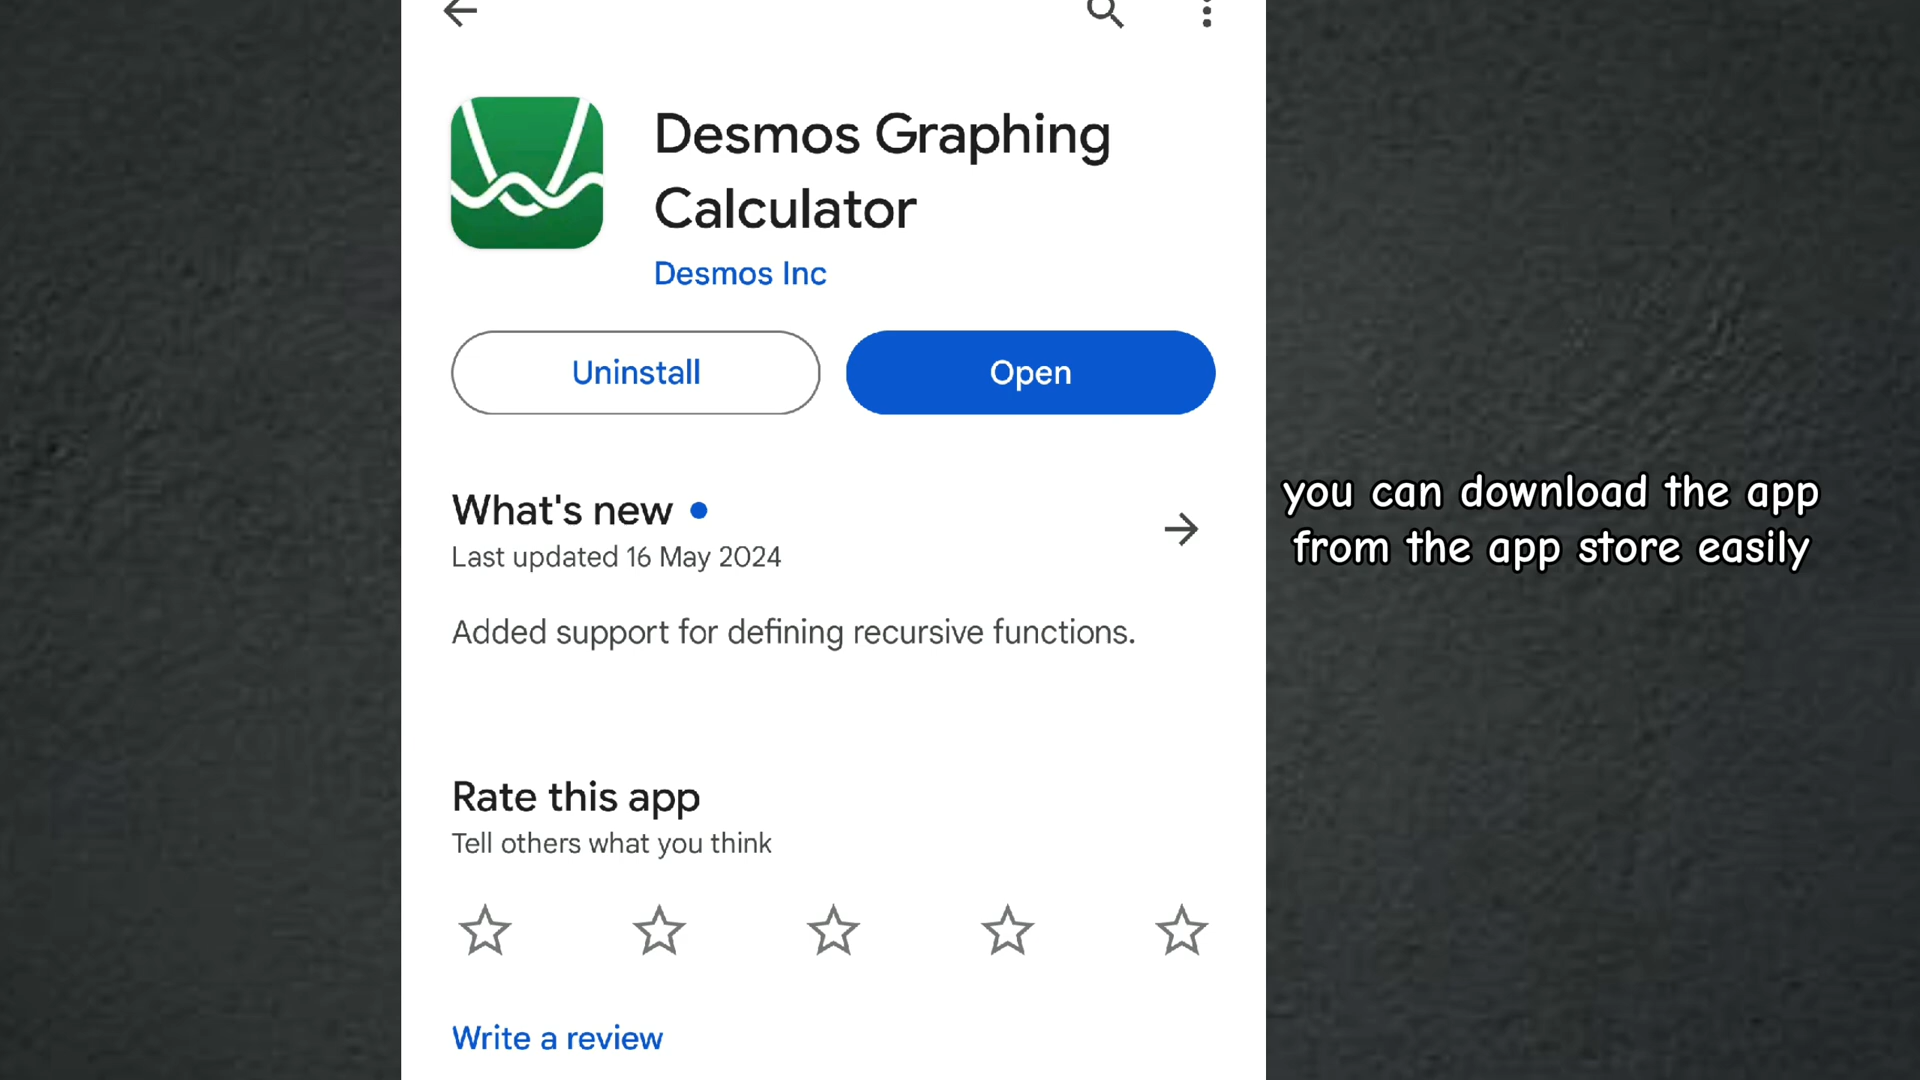 Desmos Graphing
Calculator
Desmos Inc
Uninstall
Open
What's new
Last updated 16 May 2024
Added support for defining recursive functions.
you can download the app
from the app store easily
Rate this app
Tell others what you think
Write a review